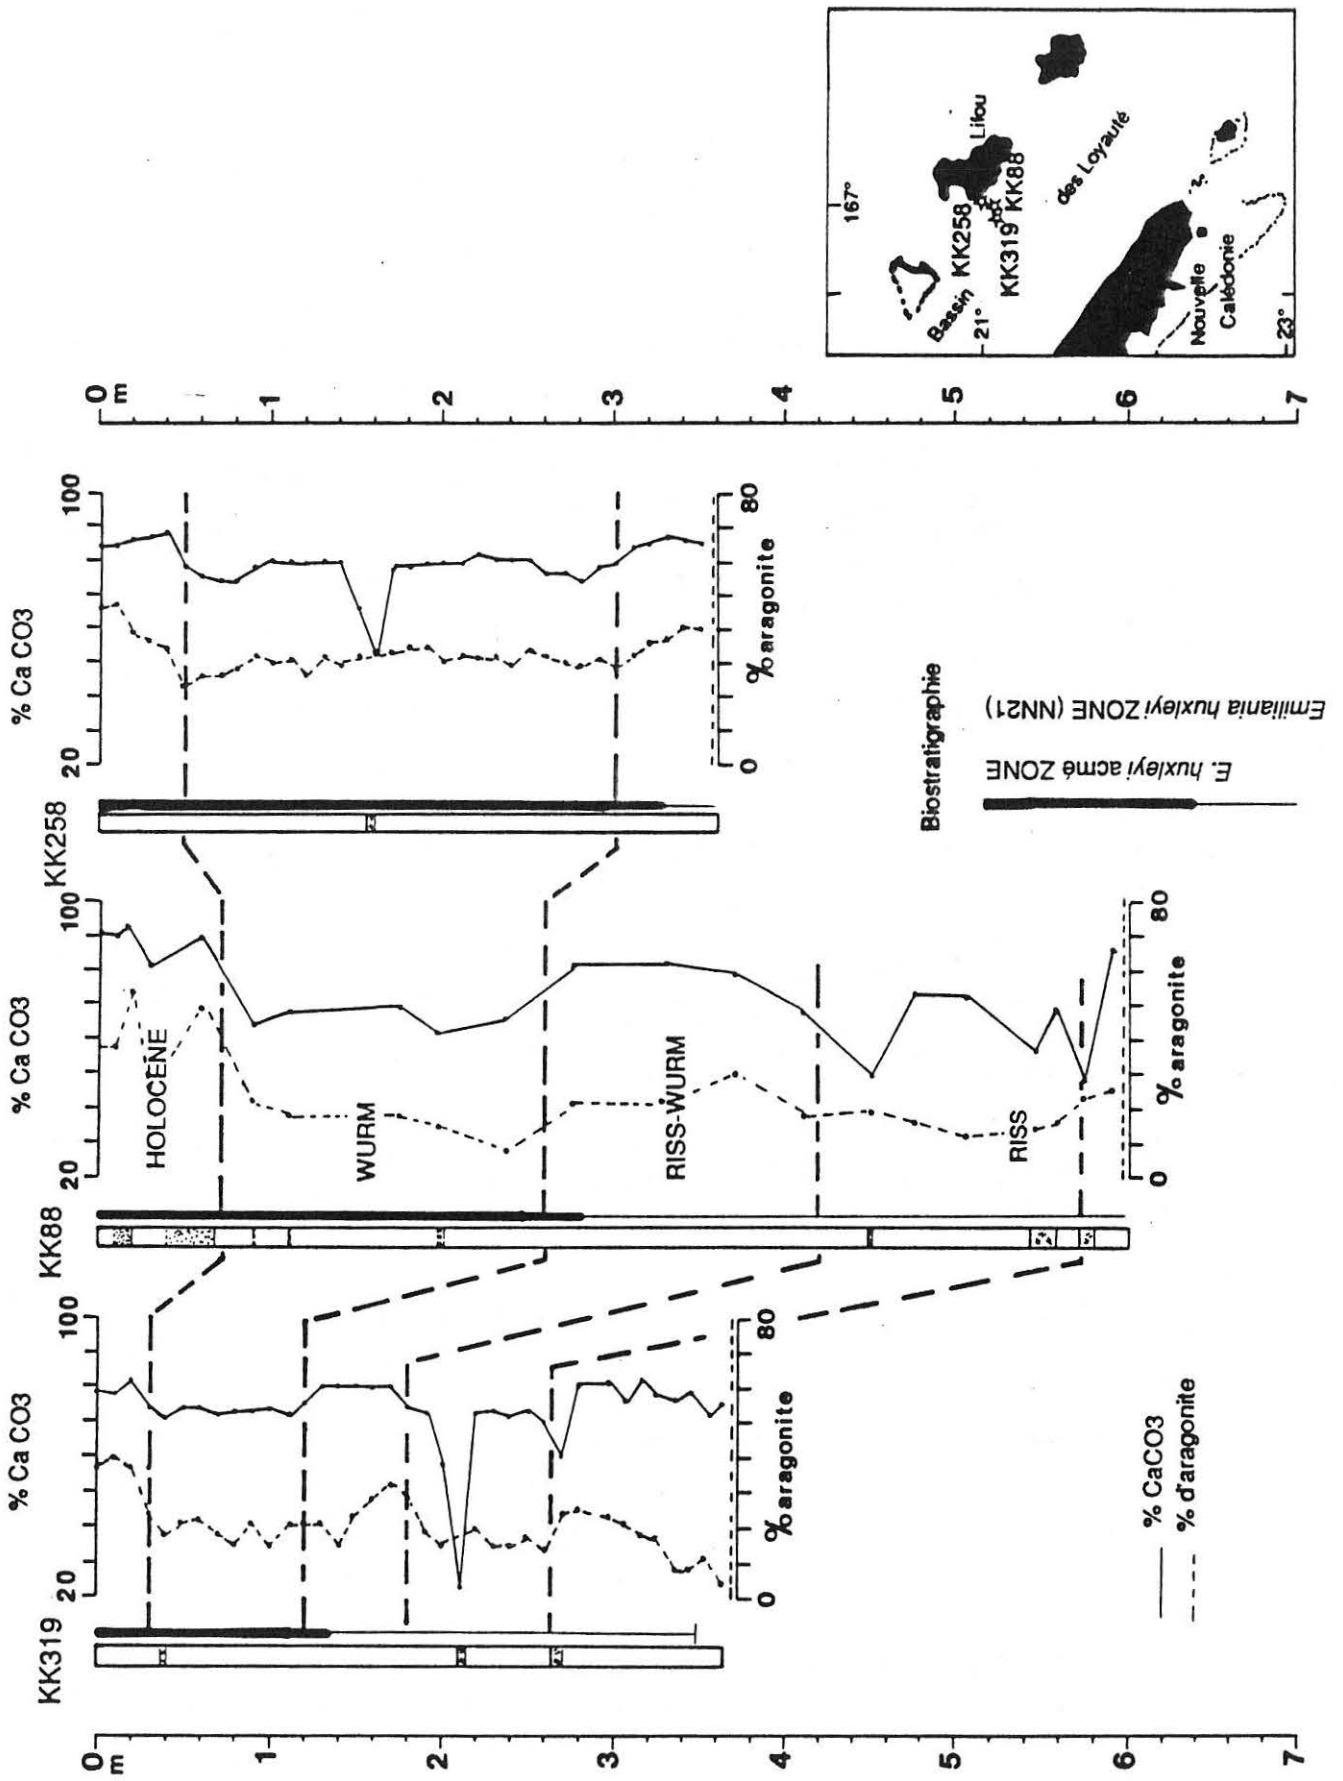 KK319
% Ca CO3
20
100
0
80
% aragonite
KK88
% Ca CO3
20
100
HOLOCENE
WURM
RISS-WURM
RISS
0
80
% aragonite
KK258
% Ca CO3
20
100
0
80
% aragonite
0
m
1
2
3
4
5
6
7
0
m
1
2
3
4
5
6
7
% CaCO3
% d'aragonite
Biostratigraphie
E. huxleyi acmé ZONE
Emiliania huxleyi ZONE (NN21)
167°
21°
23°
Bassin
des Loyauté
Lifou
KK258
KK319
KK88
Nouvelle
Calédonie